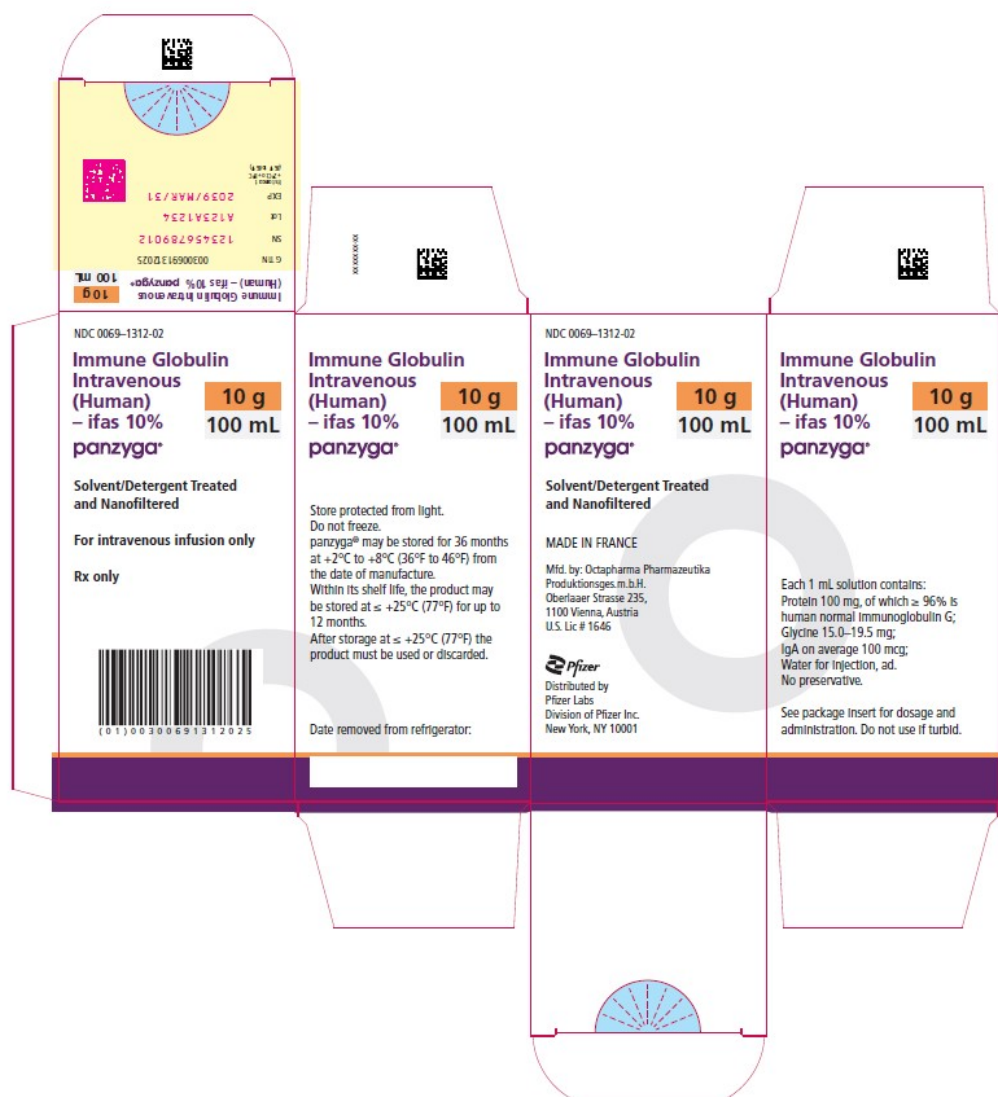 Immune Globulin Intravenous
(Human) – ifas 10% panzyga®
10 g
100 mL
GTIN 00300691312025
SN 123456789012
Lot A123A1234
EXP 2039/MAR/31
XXXXXXXXXX
NDC 0069–1312-02
Immune Globulin
Intravenous
(Human)
– ifas 10%
panzyga®
10 g
100 mL
Solvent/Detergent Treated
and Nanofiltered
For intravenous infusion only
Rx only
(01)00300691312025
Immune Globulin
Intravenous
(Human)
– ifas 10%
panzyga®
10 g
100 mL
Store protected from light.
Do not freeze.
panzyga® may be stored for 36 months
at +2°C to +8°C (36°F to 46°F) from
the date of manufacture.
Within its shelf life, the product may
be stored at ≤ +25°C (77°F) for up to
12 months.
After storage at ≤ +25°C (77°F) the
product must be used or discarded.
Date removed from refrigerator:
NDC 0069–1312-02
Immune Globulin
Intravenous
(Human)
– ifas 10%
panzyga®
10 g
100 mL
Solvent/Detergent Treated
and Nanofiltered
MADE IN FRANCE
Mfd. by: Octapharma Pharmazeutika
Produktionsges.m.b.H.
Oberlaaer Strasse 235,
1100 Vienna, Austria
U.S. Lic # 1646
Pfizer
Distributed by
Pfizer Labs
Division of Pfizer Inc.
New York, NY 10001
Immune Globulin
Intravenous
(Human)
– ifas 10%
panzyga®
10 g
100 mL
Each 1 mL solution contains:
Protein 100 mg, of which ≥ 96% is
human normal immunoglobulin G;
Glycine 15.0–19.5 mg;
IgA on average 100 mcg;
Water for injection, ad.
No preservative.
See package insert for dosage and
administration. Do not use if turbid.